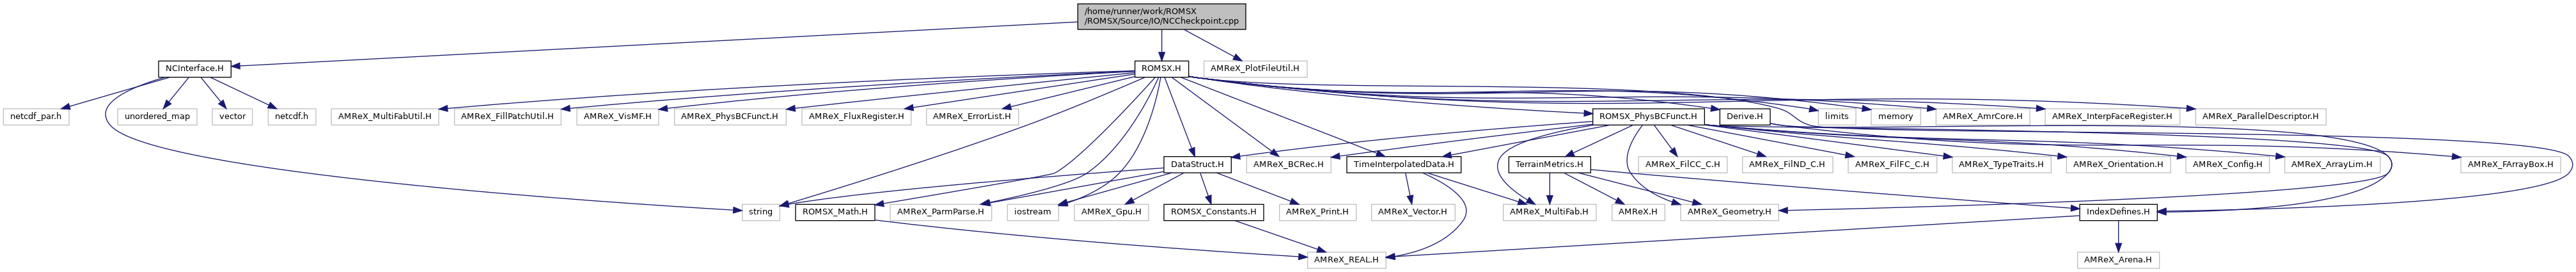 /home/runner/work/ROMSX
/ROMSX/Source/IO/NCCheckpoint.cpp
NCInterface.H
ROMSX.H
AMReX_PlotFileUtil.H
netcdf_par.h
unordered_map
vector
netcdf.h
AMReX_MultiFabUtil.H
AMReX_FillPatchUtil.H
AMReX_VisMF.H
AMReX_PhysBCFunct.H
AMReX_FluxRegister.H
AMReX_ErrorList.H
ROMSX_PhysBCFunct.H
Derive.H
limits
memory
AMReX_AmrCore.H
AMReX_InterpFaceRegister.H
AMReX_ParallelDescriptor.H
DataStruct.H
AMReX_BCRec.H
TimeInterpolatedData.H
TerrainMetrics.H
AMReX_FilCC_C.H
AMReX_FilND_C.H
AMReX_FilFC_C.H
AMReX_TypeTraits.H
AMReX_Orientation.H
AMReX_Config.H
AMReX_ArrayLim.H
AMReX_FArrayBox.H
string
ROMSX_Math.H
AMReX_ParmParse.H
iostream
AMReX_Gpu.H
ROMSX_Constants.H
AMReX_Print.H
AMReX_Vector.H
AMReX_MultiFab.H
AMReX.H
AMReX_Geometry.H
IndexDefines.H
AMReX_REAL.H
AMReX_Arena.H